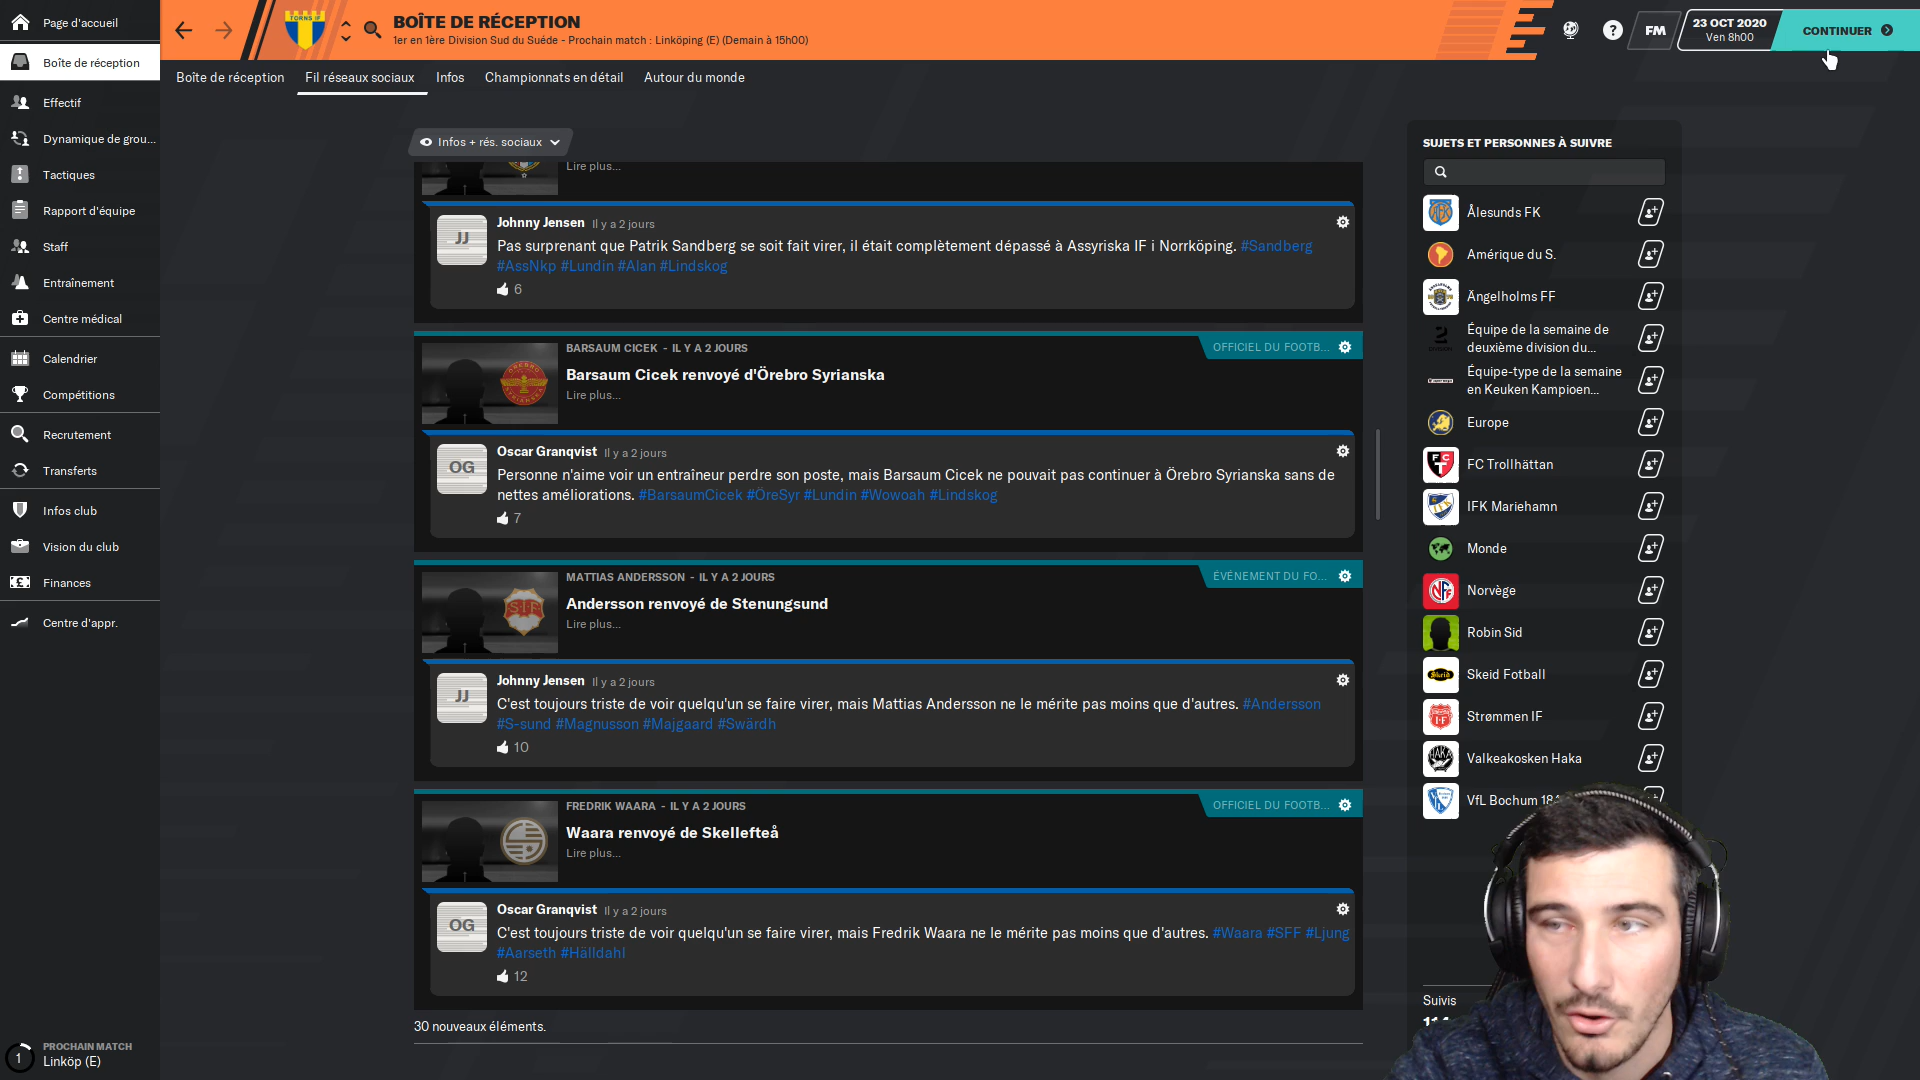 Page d'accueil
Boîte de réception
Effectif
Dynamique de grou...
Tactiques
Rapport d'équipe
Staff
Entraînement
Centre médical
Calendrier
Compétitions
Recrutement
Transferts
Infos club
Vision du club
Finances
Centre d'appr.
1
PROCHAIN MATCH
Linköp (E)
TORNS IF
BOÎTE DE RÉCEPTION
1er en 1ère Division Sud du Suéde - Prochain match : Linköping (E) (Demain à 15h00)
?
FM
23 OCT 2020
Ven 8h00
CONTINUER
Boîte de réception
Fil réseaux sociaux
Infos
Championnats en détail
Autour du monde
Infos + rés. sociaux
Lire plus...
JJ
Johnny Jensen Il y a 2 jours
Pas surprenant que Patrik Sandberg se soit fait virer, il était complètement dépassé à Assyriska IF i Norrköping. #Sandberg
#AssNkp #Lundin #Alan #Lindskog
6
BARSAUM CICEK - IL Y A 2 JOURS
OFFICIEL DU FOOTB...
Barsaum Cicek renvoyé d'Örebro Syrianska
Lire plus...
OG
Oscar Granqvist Il y a 2 jours
Personne n'aime voir un entraîneur perdre son poste, mais Barsaum Cicek ne pouvait pas continuer à Örebro Syrianska sans de
nettes améliorations. #BarsaumCicek #ÖreSyr #Lundin #Wowoah #Lindskog
7
MATTIAS ANDERSSON - IL Y A 2 JOURS
ÉVÉNEMENT DU FO...
Andersson renvoyé de Stenungsund
Lire plus...
S.I.F
JJ
Johnny Jensen Il y a 2 jours
C'est toujours triste de voir quelqu'un se faire virer, mais Mattias Andersson ne le mérite pas moins que d'autres. #Andersson
#S-sund #Magnusson #Majgaard #Swärdh
10
FREDRIK WAARA - IL Y A 2 JOURS
OFFICIEL DU FOOTB...
Waara renvoyé de Skellefteå
Lire plus...
OG
Oscar Granqvist Il y a 2 jours
C'est toujours triste de voir quelqu'un se faire virer, mais Fredrik Waara ne le mérite pas moins que d'autres. #Waara #SFF #Ljung
#Aarseth #Hälldahl
12
30 nouveaux éléments.
SUJETS ET PERSONNES À SUIVRE
Ålesunds FK
Amérique du S.
Ängelholms FF
Équipe de la semaine de
deuxième division du...
Équipe-type de la semaine
en Keuken Kampioen...
Europe
FC Trollhättan
IFK Mariehamn
Monde
Norvège
Robin Sid
Skeid Fotball
Strømmen IF
Valkeakosken Haka
VfL Bochum
Suivis